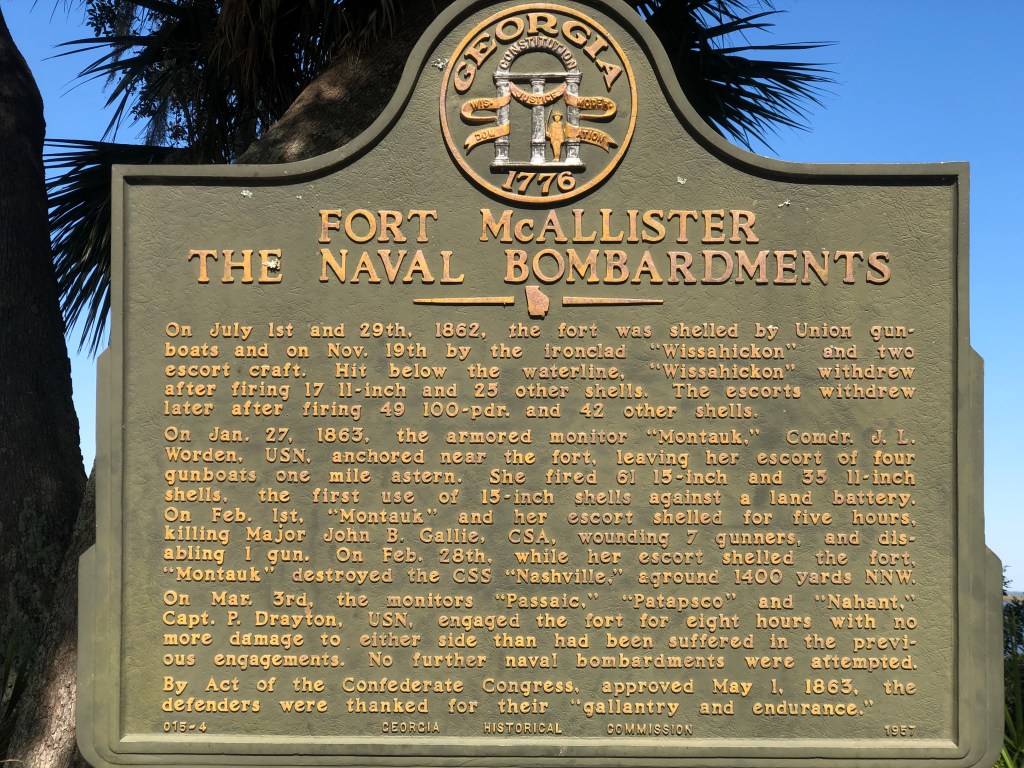 GEORGIA
CONSTITUTION
JUSTICE
WIS-
DOM
MODER
ATION
1776
FORT McALLISTER
THE NAVAL BOMBARDMENTS
On July 1st and 29th, 1862, the fort was shelled by Union gun-
boats and on Nov. 19th by the ironclad "Wissahickon" and two
escort craft. Hit below the waterline, "Wissahickon" withdrew
after firing 17 11-inch and 25 other shells. The escorts withdrew
later after firing 49 100-pdr. and 42 other shells.
On Jan. 27, 1863, the armored monitor "Montauk," Comdr. J. L.
Worden, USN, anchored near the fort, leaving her escort of four
gunboats one mile astern. She fired 61 15-inch and 35 11-inch
shells, the first use of 15-inch shells against a land battery.
On Feb. 1st, "Montauk" and her escort shelled for five hours,
killing Major John B. Gallie, CSA, wounding 7 gunners, and dis-
abling 1 gun. On Feb. 28th, while her escort shelled the fort,
"Montauk" destroyed the CSS "Nashville," aground 1400 yards NNW.
On Mar. 3rd, the monitors "Passaic," "Patapsco" and "Nahant,"
Capt. P. Drayton, USN, engaged the fort for eight hours with no
more damage to either side than had been suffered in the previ-
ous engagements. No further naval bombardments were attempted.
By Act of the Confederate Congress, approved May 1, 1863, the
defenders were thanked for their "gallantry and endurance."
015-4 GEORGIA HISTORICAL COMMISSION 1957